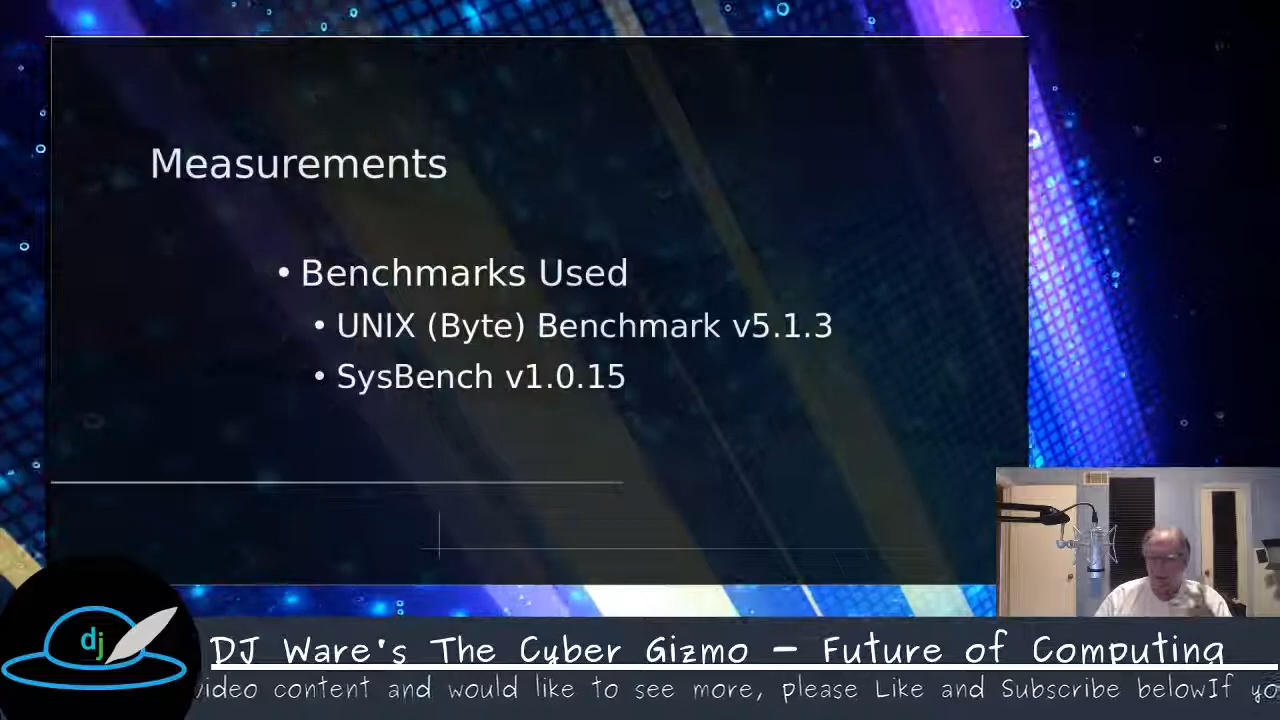 Measurements
• Benchmarks Used
• UNIX (Byte) Benchmark v5.1.3
• SysBench v1.0.15
dj
DJ Ware's The Cyber Gizmo – Future of Computing
video content and would like to see more, please Like and Subscribe belowIf yo